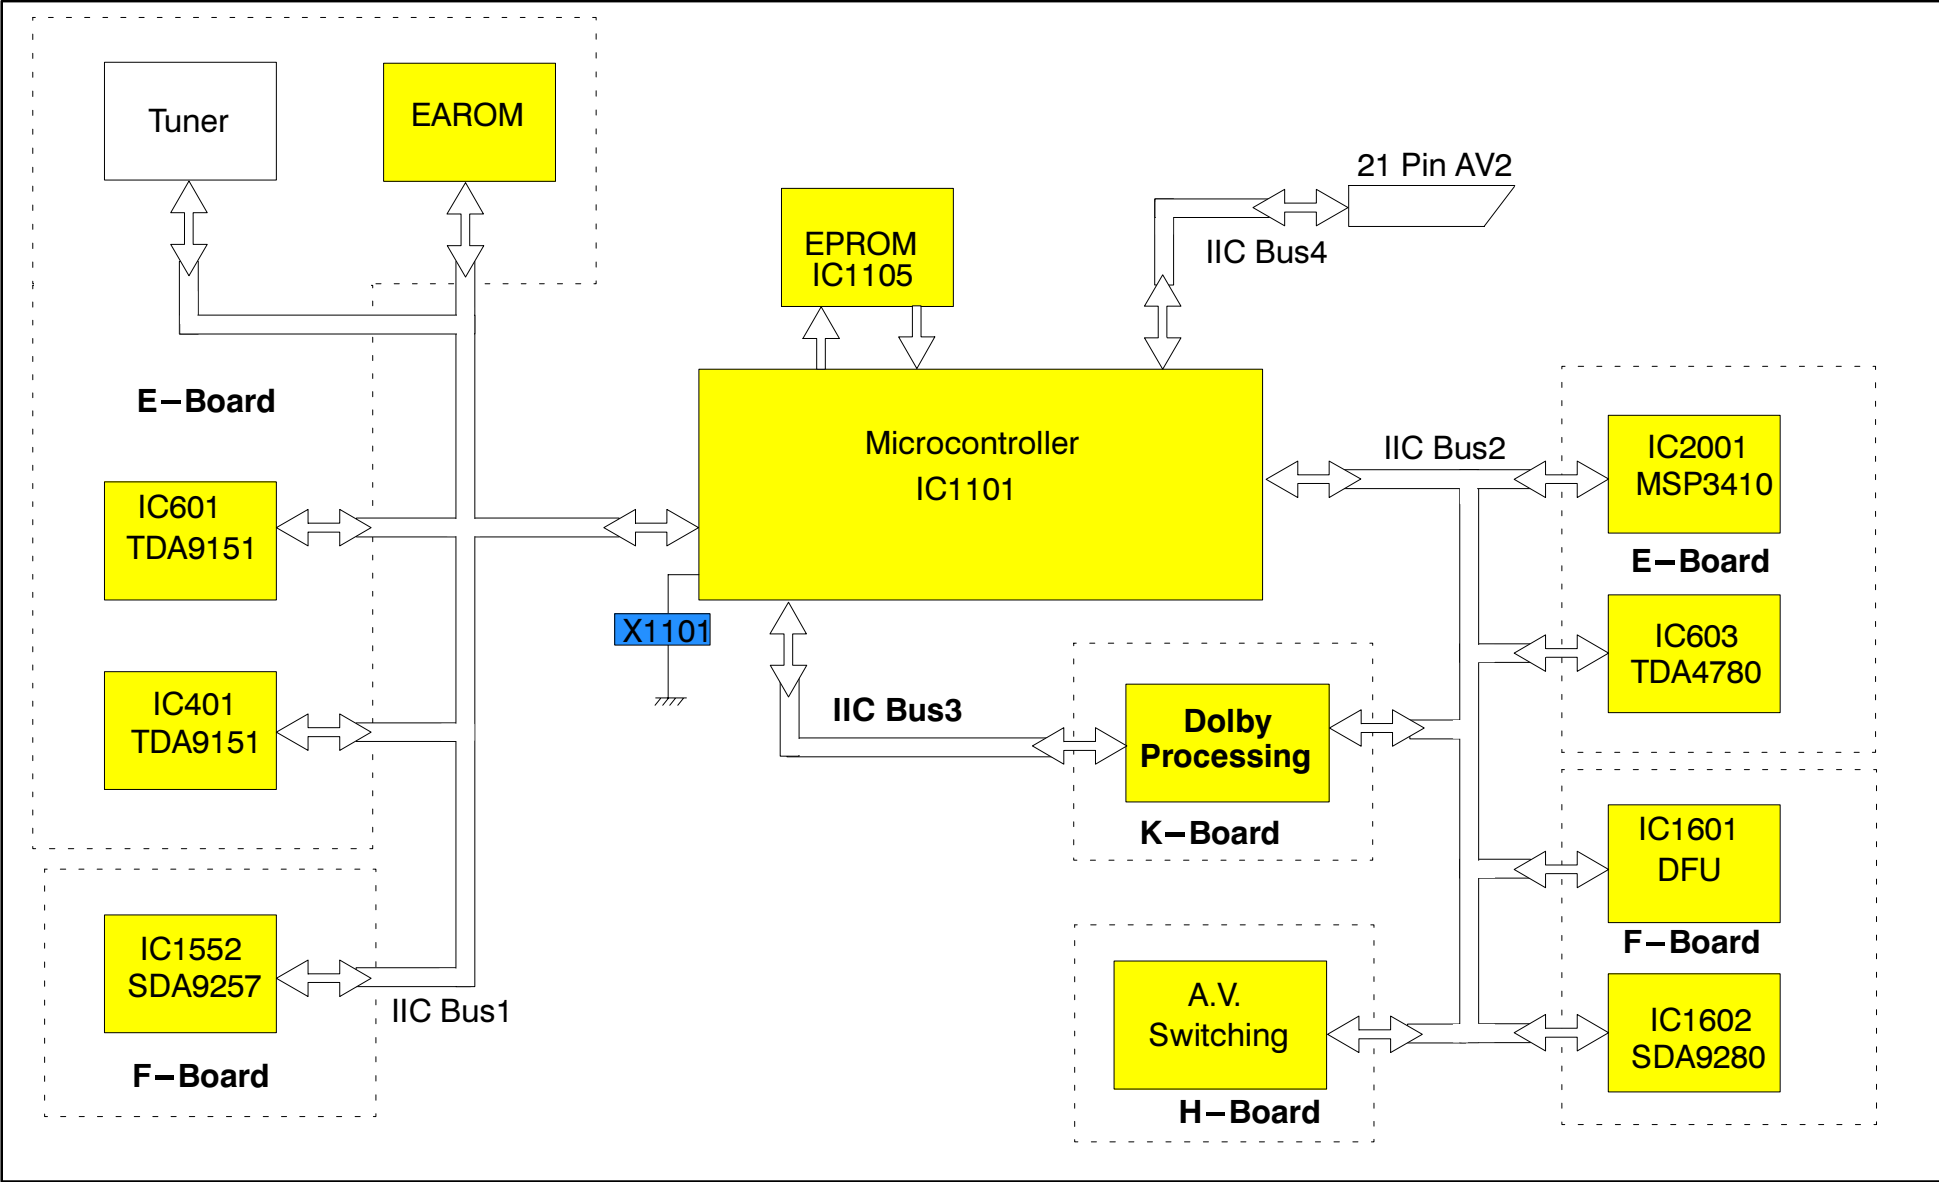 Tuner
EAROM
21 Pin AV2
EPROM
IC1105
IIC Bus4
E–Board
Microcontroller
IC1101
IIC Bus2
IC2001
MSP3410
E–Board
IC601
TDA9151
X1101
IC603
TDA4780
IC401
TDA9151
IIC Bus3
Dolby
Processing
K–Board
IC1601
DFU
F–Board
IC1552
SDA9257
IIC Bus1
F–Board
A.V.
Switching
H–Board
IC1602
SDA9280